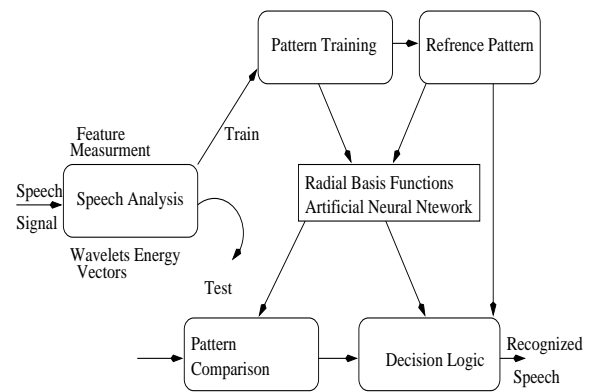 Pattern Training
Refrence Pattern
Train
Feature
Measurment
Speech
Signal
Speech Analysis
Wavelets Energy
Vectors
Test
Radial Basis Functions
Artificial Neural Ntework
Pattern
Comparison
Decision Logic
Recognized
Speech